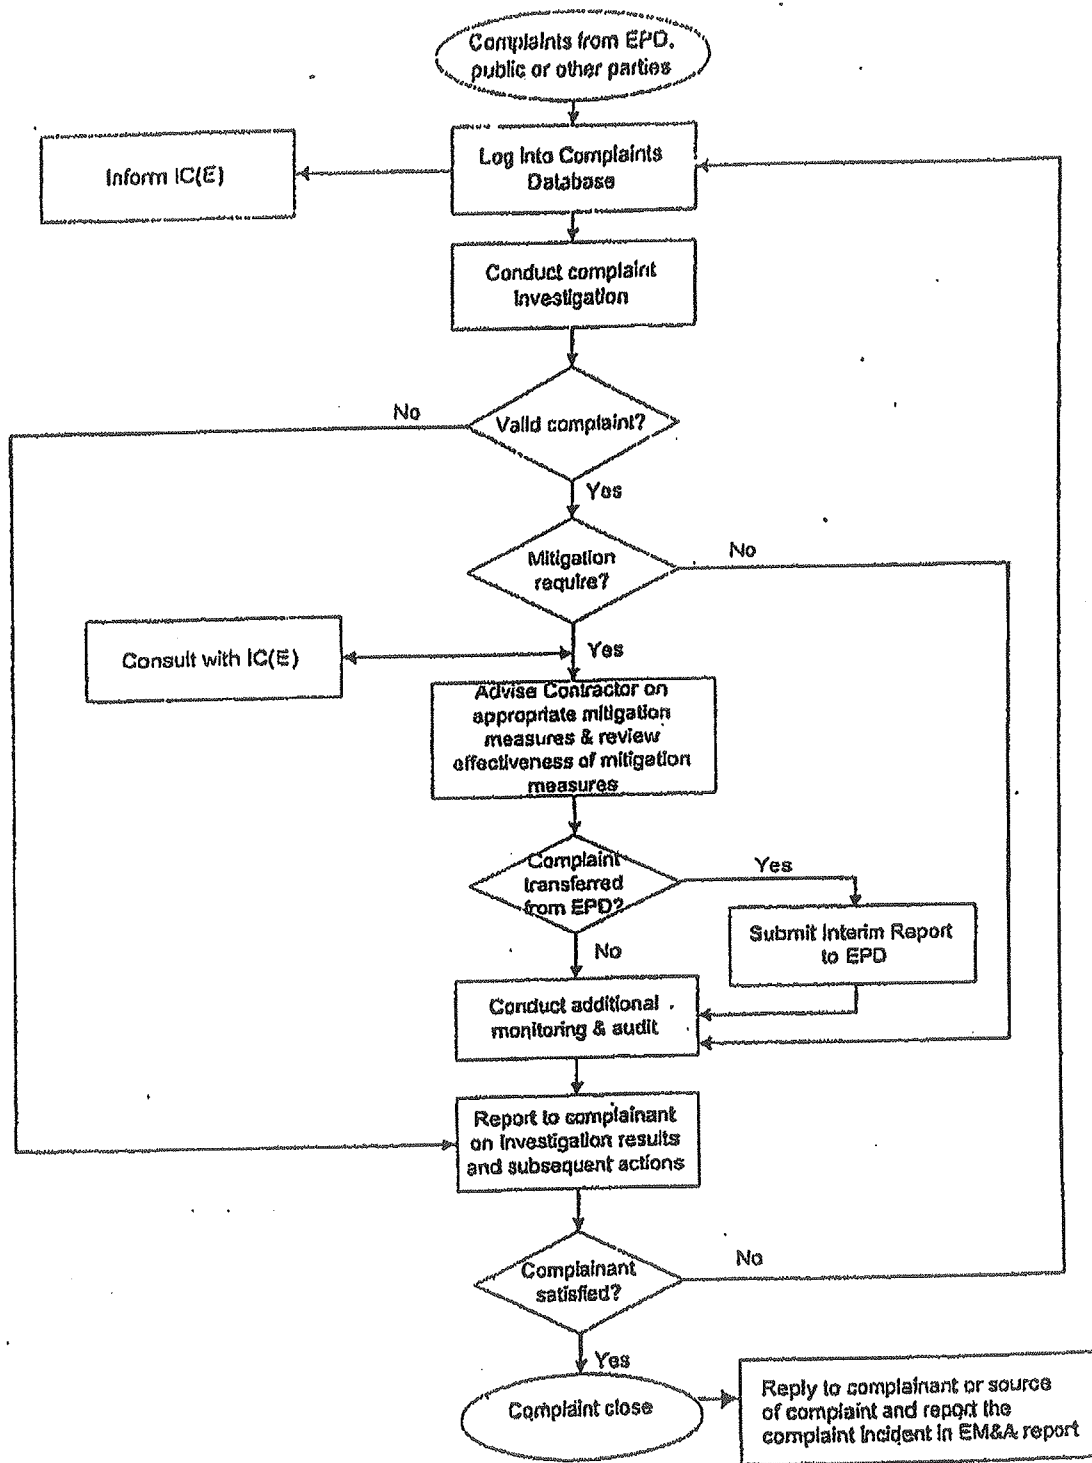 Complaints from EPD,
public or other parties
Inform IC(E)
Log Into Complaints
Database
Conduct complaint
Investigation
No
Valid complaint?
Yes
Mitigation
require?
No
Yes
Consult with IC(E)
Advise Contractor on
appropriate mitigation
measures & review
effectiveness of mitigation
measures
Complaint
transferred
from EPD?
Yes
Submit Interim Report
to EPD
No
Conduct additional
monitoring & audit
Report to complainant
on Investigation results
and subsequent actions
Complainant
satisfied?
No
Yes
Complaint close
Reply to complainant or source
of complaint and report the
complaint Incident in EM&A report